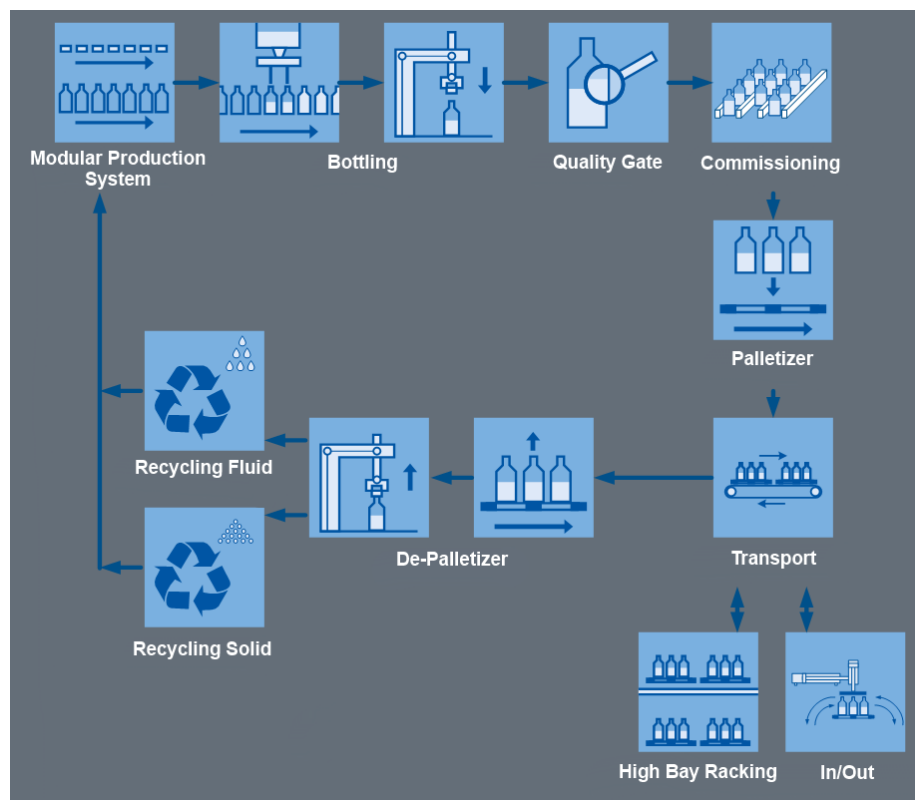 Modular Production
System
Bottling
Quality Gate
Commissioning
Palletizer
Recycling Fluid
De-Palletizer
Transport
Recycling Solid
High Bay Racking
In/Out